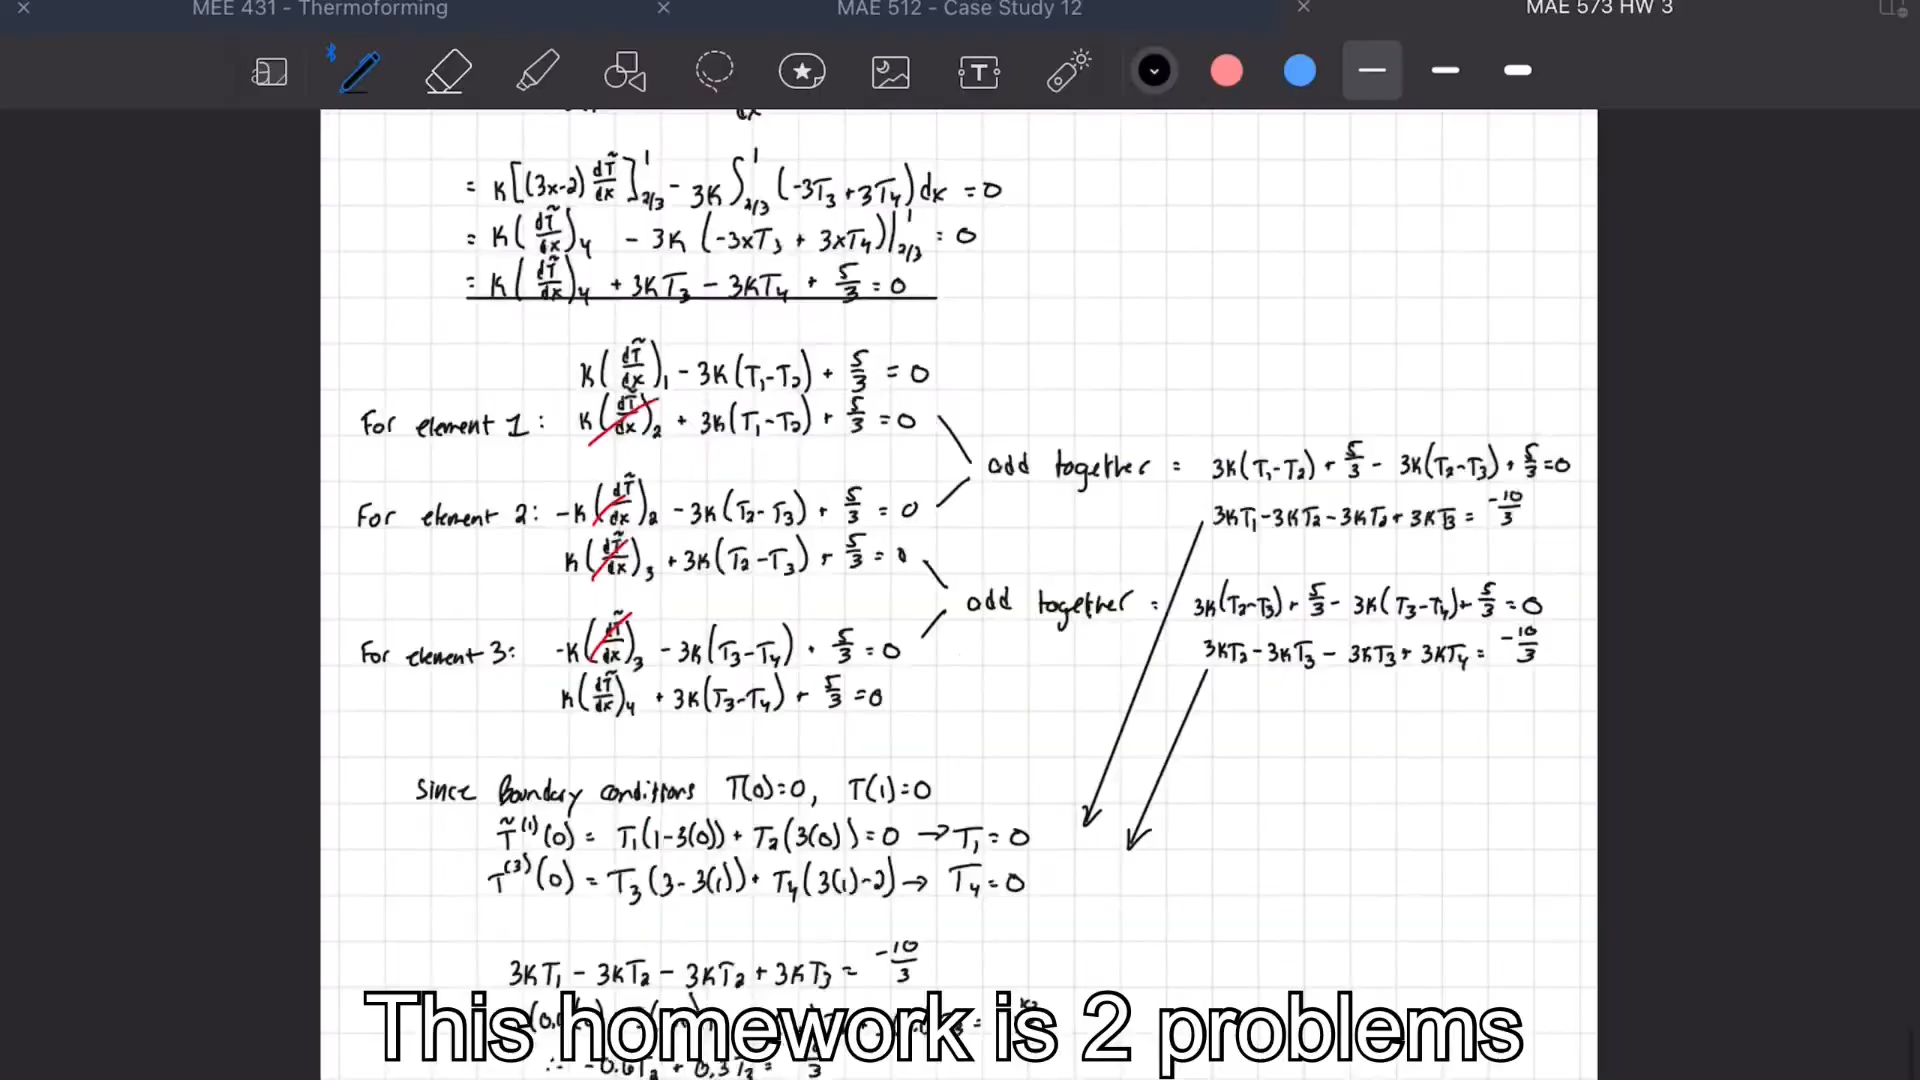 MEE 431 - Thermoforming
MAE 512 - Case Study 12
MAE 573 HW 3
dx
= K[(3x-2) dT̃/dx]₂/₃¹ - 3K ∫₂/₃¹ (-3T₃ + 3T₄) dx = 0
= K(dT̃/dx)₄ - 3K (-3xT₃ + 3xT₄)|₂/₃¹ = 0
= K(dT̃/dx)₄ + 3KT₃ - 3KT₄ + 5/3 = 0
K(dT̃/dx)₁ - 3K(T₁-T₂) + 5/3 = 0
For element 1: K(dT̃/dx)₂ + 3K(T₁-T₂) + 5/3 = 0
add together = 3K(T₁-T₂) + 5/3 - 3K(T₂-T₃) + 5/3 = 0
For element 2: -K(dT̃/dx)₂ - 3K(T₂-T₃) + 5/3 = 0
3KT₁ - 3KT₂ - 3KT₂ + 3KT₃ = -10/3
K(dT̃/dx)₃ + 3K(T₂-T₃) + 5/3 = 0
add together = 3K(T₂-T₃) + 5/3 - 3K(T₃-T₄) + 5/3 = 0
For element 3: -K(dT̃/dx)₃ - 3K(T₃-T₄) + 5/3 = 0
3KT₂ - 3KT₃ - 3KT₃ + 3KT₄ = -10/3
K(dT̃/dx)₄ + 3K(T₃-T₄) + 5/3 = 0
Since Boundary conditions T(0)=0, T(1)=0
T̃⁽¹⁾(0) = T₁(1-3(0)) + T₂(3(0)) = 0 → T₁ = 0
T⁽³⁾(0) = T₃(3-3(1)) + T₄(3(1)-2) → T₄ = 0
3KT₁ - 3KT₂ - 3KT₂ + 3KT₃ = -10/3
∴ -0.6T₂ + 0.3T₃ =
This homework is 2 problems